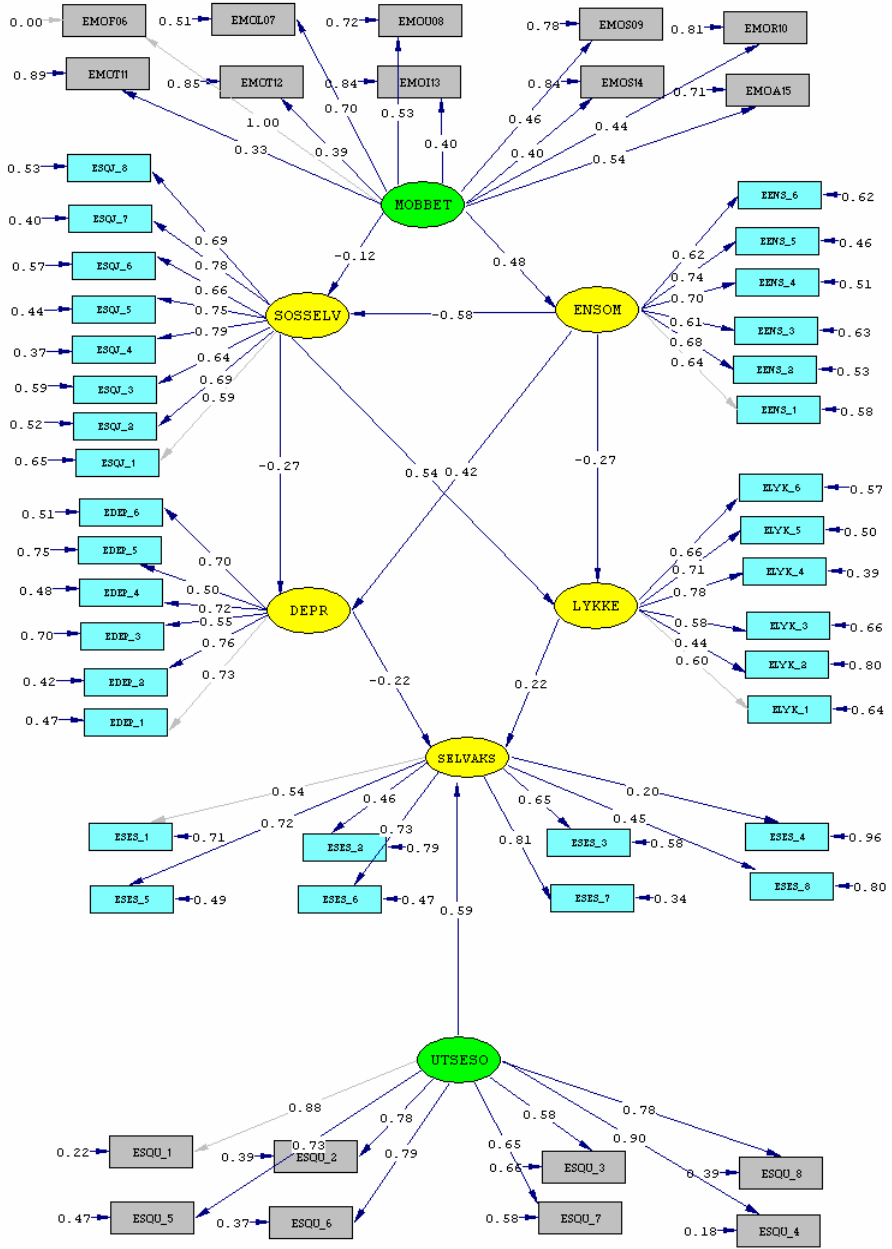 0.00 EMOF06 0.51 EMOL07 0.72 EMOU08 0.78 EMOS09 0.81 EMOR10
0.89 EMOT11 0.85 EMOT12 0.84 EMOI13 0.84 EMOS14 0.71 EMOA15
1.00 0.70 0.53 0.46 0.44
0.33 0.39 0.40 0.40 0.54
MOBBET
0.53 ESQJ_8 0.69
0.40 ESQJ_7 0.78
0.57 ESQJ_6 0.66
0.44 ESQJ_5 0.75
0.37 ESQJ_4 0.79
0.59 ESQJ_3 0.64
0.52 ESQJ_2 0.69
0.65 ESQJ_1 0.59
-0.12 0.48
0.62 EENS_6 0.62
0.74 EENS_5 0.46
0.70 EENS_4 0.51
0.61 EENS_3 0.63
0.68 EENS_2 0.53
0.64 EENS_1 0.58
SOSSELV -0.58 ENSOM
-0.27 0.54 0.42 -0.27
0.51 EDEP_6 0.70
0.75 EDEP_5 0.50
0.48 EDEP_4 0.72
0.70 EDEP_3 0.55
0.42 EDEP_2 0.76
0.47 EDEP_1 0.73
0.66 ELYK_6 0.57
0.71 ELYK_5 0.50
0.78 ELYK_4 0.39
0.58 ELYK_3 0.66
0.44 ELYK_2 0.80
0.60 ELYK_1 0.64
DEPR LYKKE
-0.22 0.22
SELVAKS
0.54 0.46 0.65 0.20
0.72 0.73 0.81 0.45
ESES_1 0.71 ESES_2 0.79 ESES_3 0.58 ESES_4 0.96
ESES_5 0.49 ESES_6 0.47 ESES_7 0.34 ESES_8 0.80
0.59
UTSESO
0.88 0.78 0.58 0.78
0.73 0.79 0.65 0.90
0.22 ESQU_1 0.39 ESQU_2 0.66 ESQU_3 0.39 ESQU_8
0.47 ESQU_5 0.37 ESQU_6 0.58 ESQU_7 0.18 ESQU_4